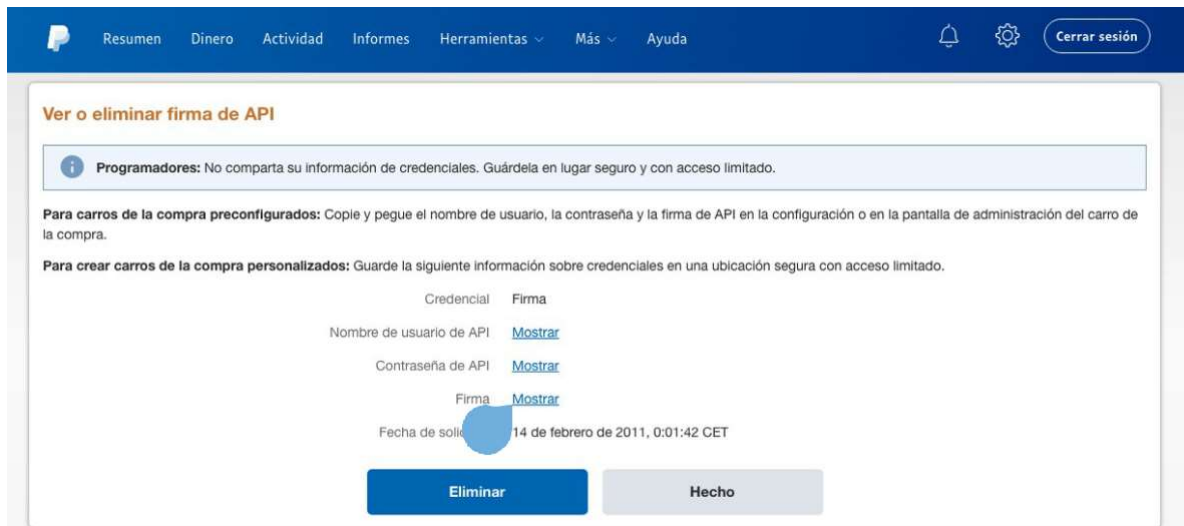 Resumen Dinero Actividad Informes Herramientas Más Ayuda Cerrar sesión
Ver o eliminar firma de API
Programadores: No comparta su información de credenciales. Guárdela en lugar seguro y con acceso limitado.
Para carros de la compra preconfigurados: Copie y pegue el nombre de usuario, la contraseña y la firma de API en la configuración o en la pantalla de administración del carro de
la compra.
Para crear carros de la compra personalizados: Guarde la siguiente información sobre credenciales en una ubicación segura con acceso limitado.
Credencial Firma
Nombre de usuario de API Mostrar
Contraseña de API Mostrar
Firma Mostrar
Fecha de 14 de febrero de 2011, 0:01:42 CET
Eliminar Hecho